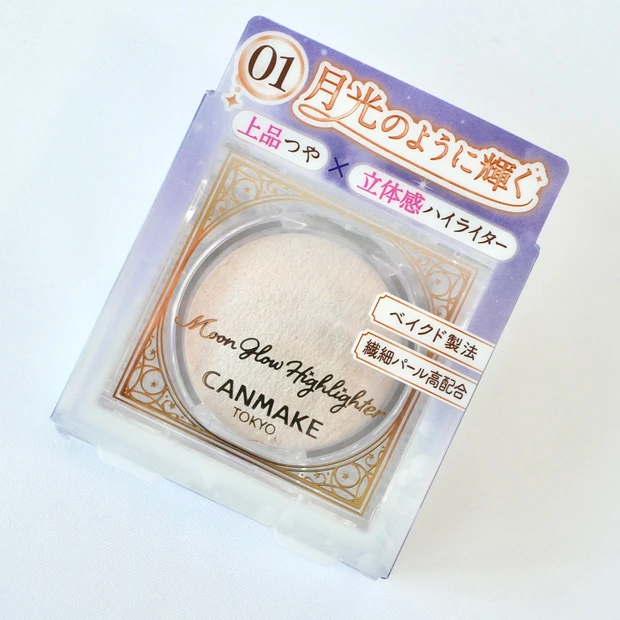 01
月光のように輝ぐ
上品つや×立体感ハイライター
ベイクド製法
繊細パール高配合
Moon Glow Highlighter
CANMAKE
TOKYO